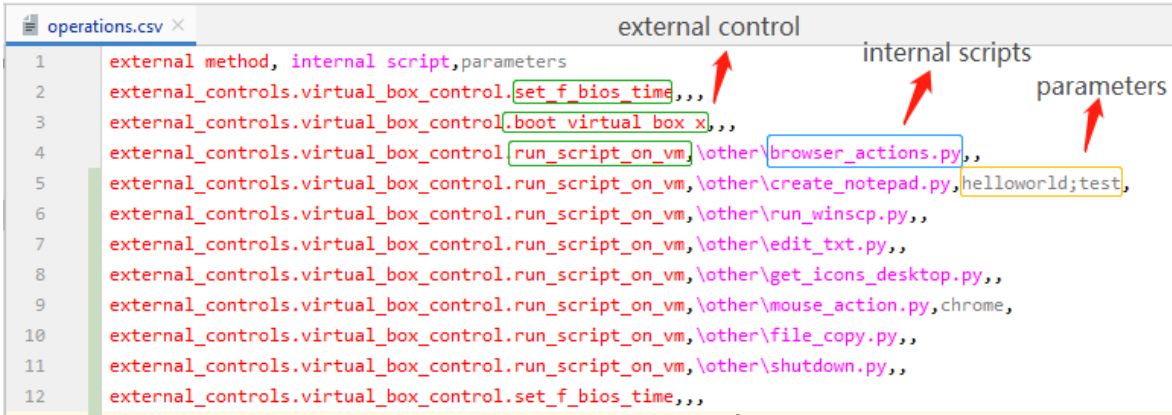 operations.csv
external control
internal scripts
parameters
1 external method, internal script,parameters
2 external_controls.virtual_box_control.set_f_bios_time,,,
3 external_controls.virtual_box_control.boot_virtual_box_x,,,
4 external_controls.virtual_box_control.run_script_on_vm,\other\browser_actions.py,,
5 external_controls.virtual_box_control.run_script_on_vm,\other\create_notepad.py,helloworld;test,
6 external_controls.virtual_box_control.run_script_on_vm,\other\run_winscp.py,,
7 external_controls.virtual_box_control.run_script_on_vm,\other\edit_txt.py,,
8 external_controls.virtual_box_control.run_script_on_vm,\other\get_icons_desktop.py,,
9 external_controls.virtual_box_control.run_script_on_vm,\other\mouse_action.py,chrome,
10 external_controls.virtual_box_control.run_script_on_vm,\other\file_copy.py,,
11 external_controls.virtual_box_control.run_script_on_vm,\other\shutdown.py,,
12 external_controls.virtual_box_control.set_f_bios_time,,,